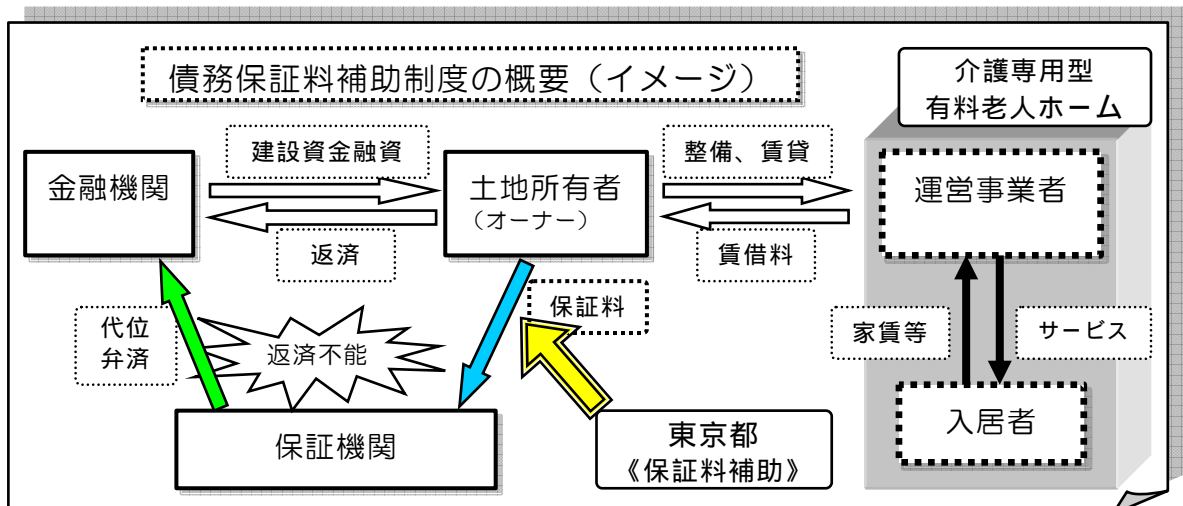 債務保証料補助制度の概要（イメージ）
介護専用型
有料老人ホーム
建設資金融資
整備、賃貸
金融機関
土地所有者
（オーナー）
運営事業者
返済
賃借料
代位
弁済
返済不能
保証料
家賃等
サービス
保証機関
東京都
《保証料補助》
入居者